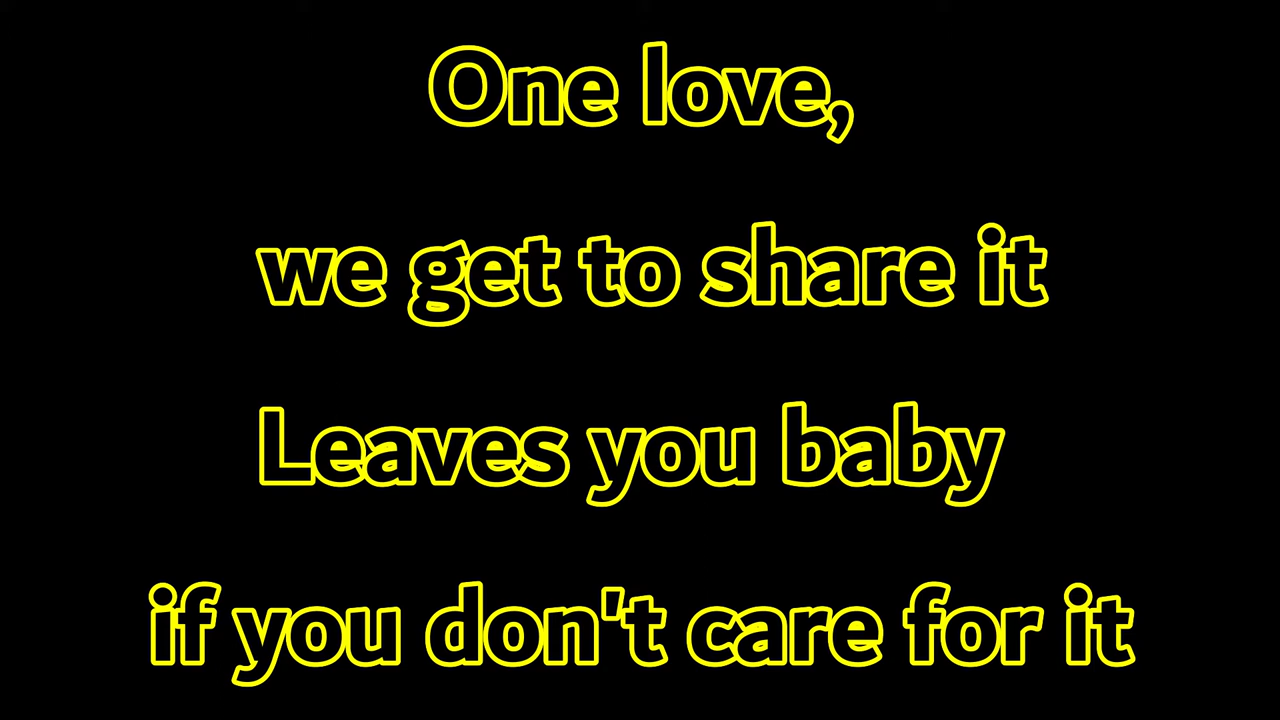 One love,
we get to share it
Leaves you baby
if you don't care for it